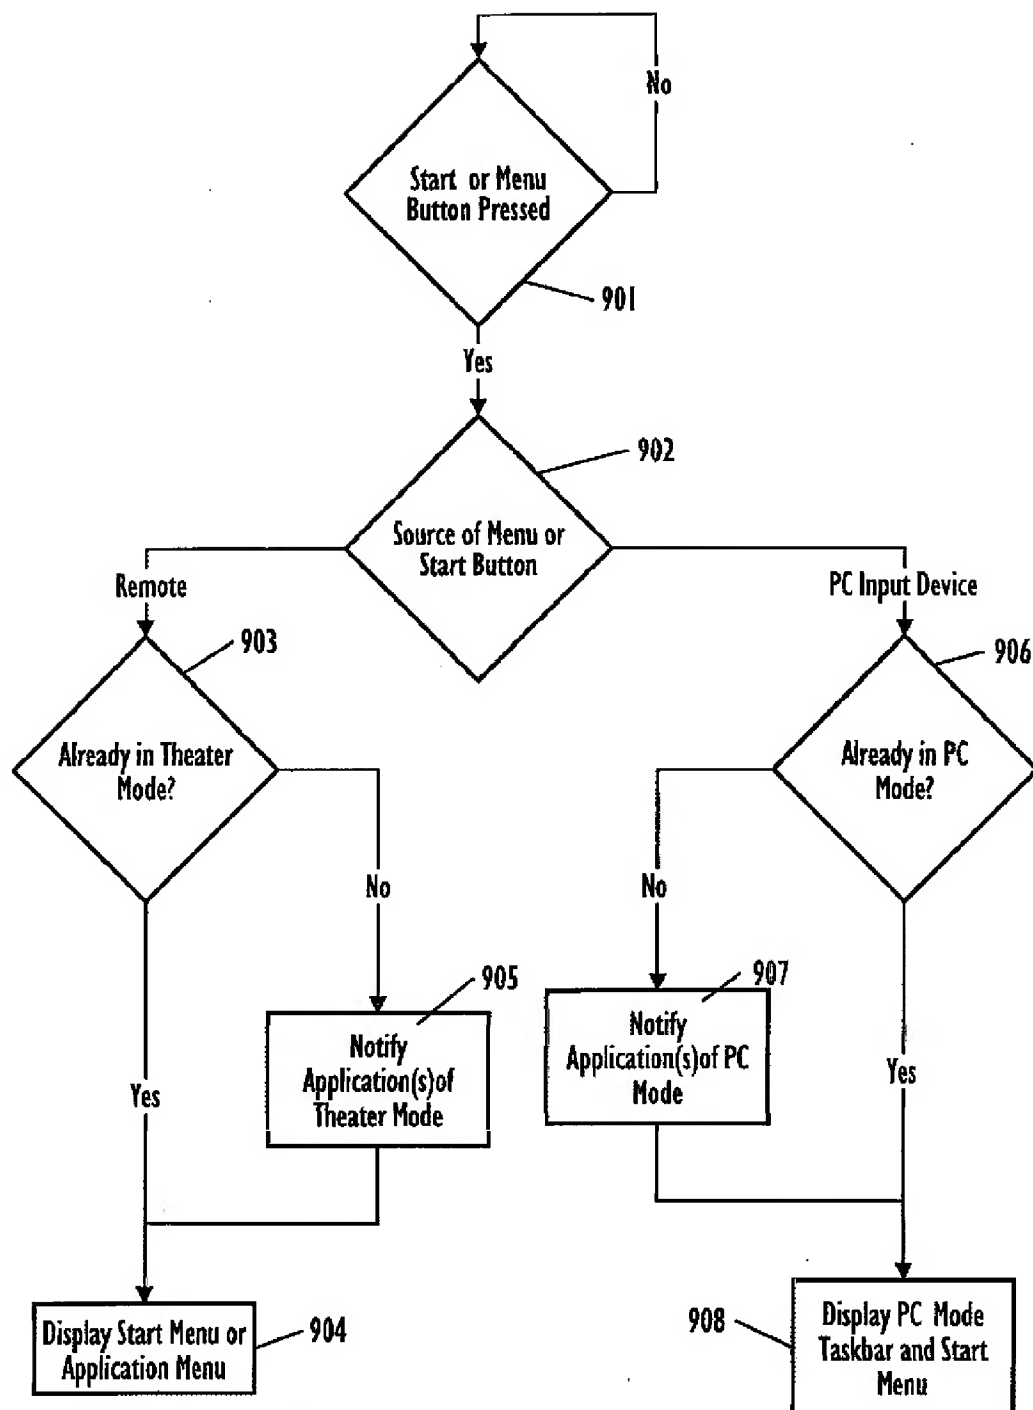 No
Start or Menu
Button Pressed
901
Yes
902
Source of Menu or
Start Button
Remote
PC Input Device
903
906
Already in Theater
Mode?
Already in PC
Mode?
No
No
905
907
Notify
Application(s)of
Theater Mode
Notify
Application(s)of PC
Mode
Yes
Yes
Display Start Menu or
Application Menu
904
908
Display PC Mode
Taskbar and Start
Menu